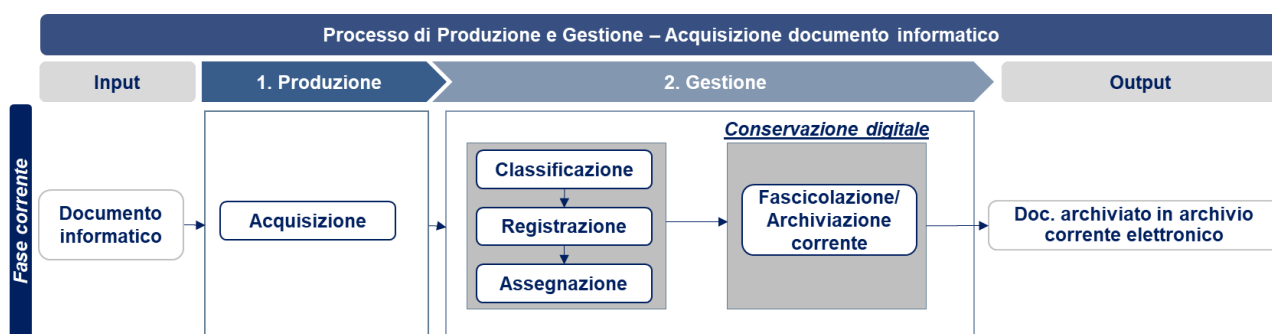 Processo di Produzione e Gestione – Acquisizione documento informatico
Input
1. Produzione
2. Gestione
Output
Fase corrente
Documento
informatico
Acquisizione
Classificazione
Registrazione
Assegnazione
Conservazione digitale
Fascicolazione/
Archiviazione
corrente
Doc. archiviato in archivio
corrente elettronico